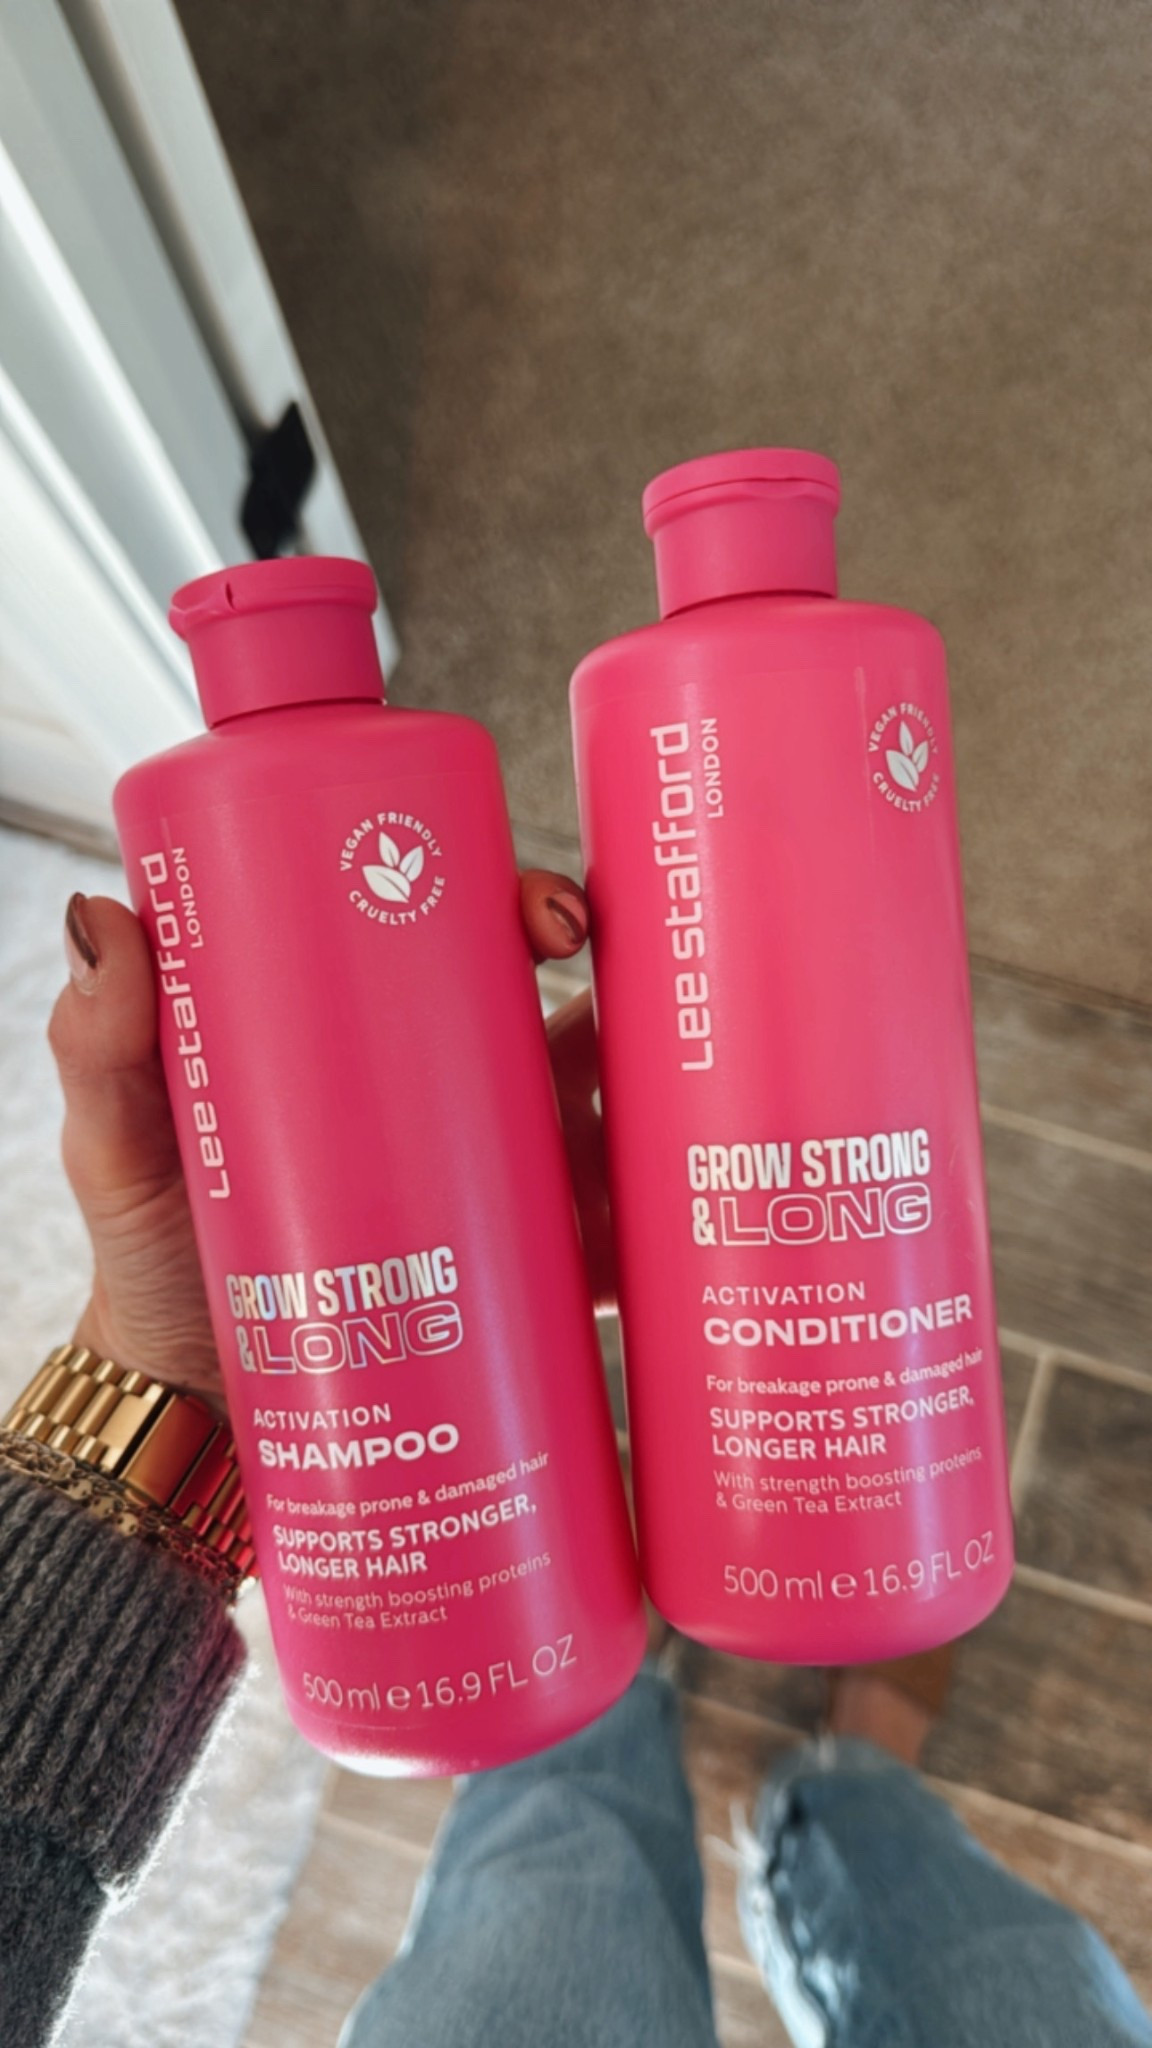 Lee Stafford
LONDON
VEGAN FRIENDLY
CRUELTY FREE
GROW STRONG
& LONG
ACTIVATION
SHAMPOO
For breakage prone & damaged hair
SUPPORTS STRONGER,
LONGER HAIR
With strength boosting proteins
& Green Tea Extract
500 ml e 16.9 FL OZ
Lee Stafford
LONDON
VEGAN FRIENDLY
CRUELTY FREE
GROW STRONG
& LONG
ACTIVATION
CONDITIONER
For breakage prone & damaged hair
SUPPORTS STRONGER,
LONGER HAIR
With strength boosting proteins
& Green Tea Extract
500 ml e 16.9 FL OZ